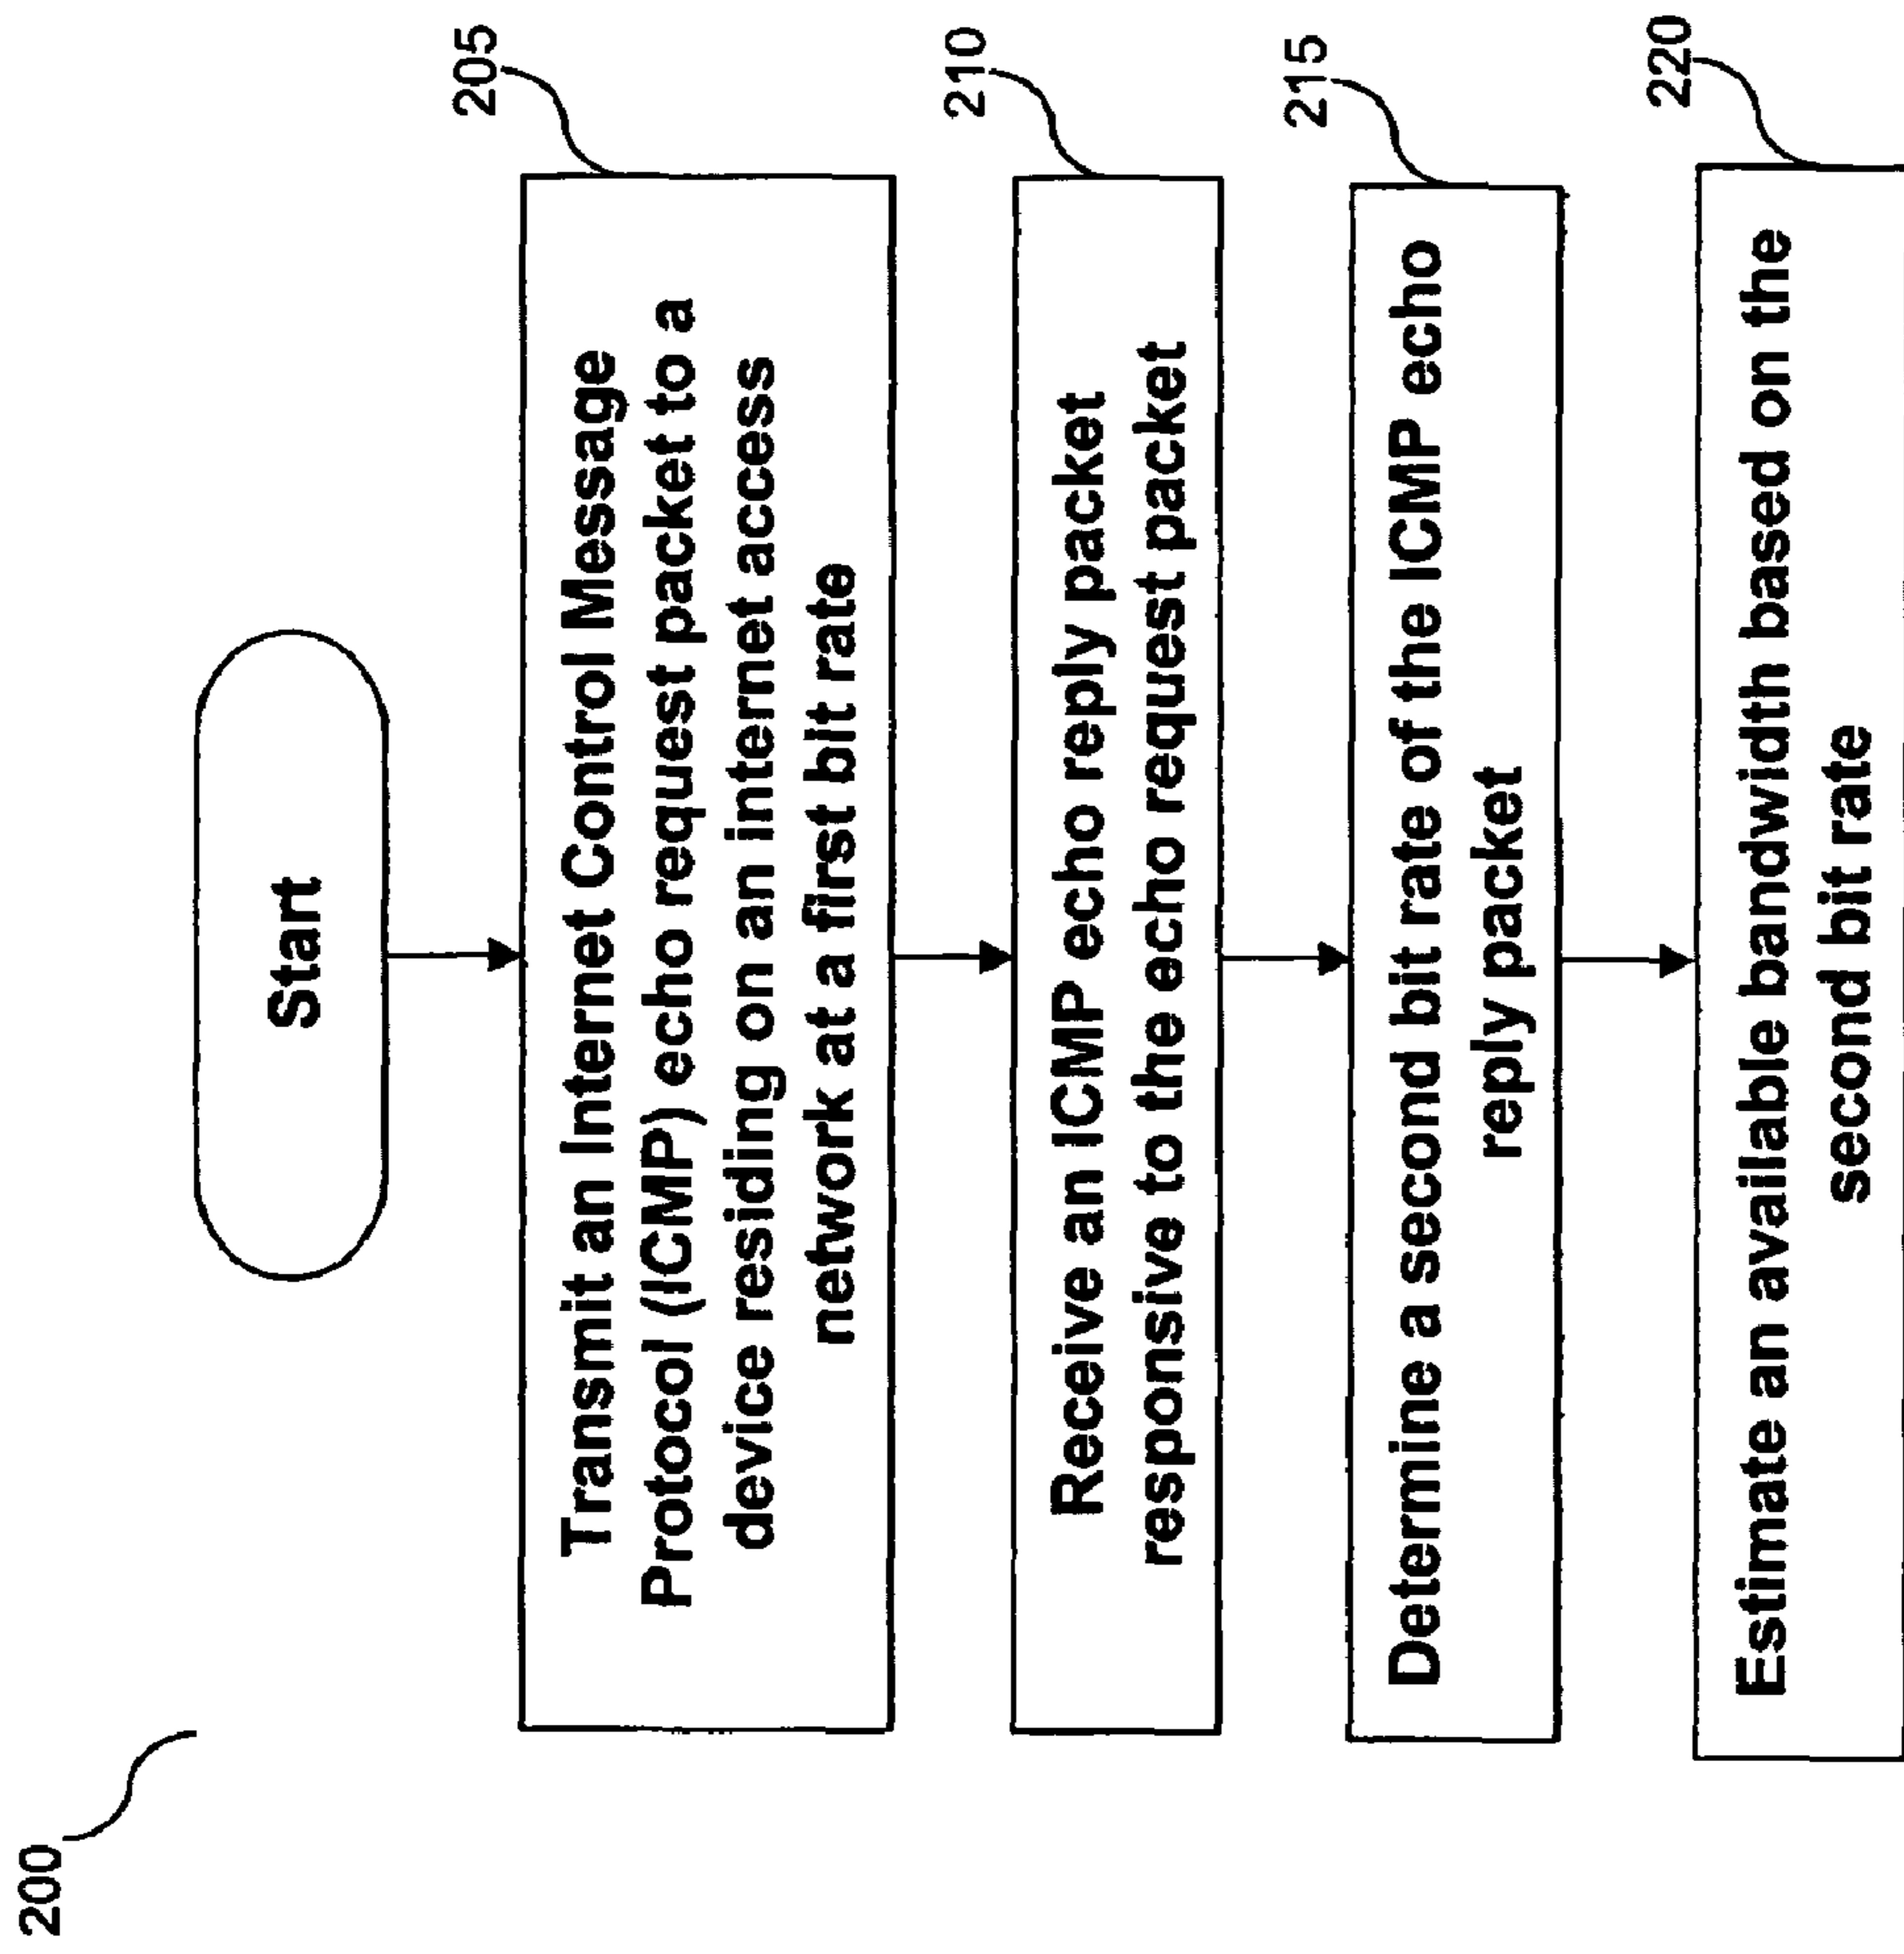 200
Start
205
Transmit an Internet Control Message
Protocol (ICMP) echo request packet to a
device residing on an internet access
network at a first bit rate
210
Receive an ICMP echo reply packet
responsive to the echo request packet
215
Determine a second bit rate of the ICMP echo
reply packet
220
Estimate an available bandwidth based on the
second bit rate